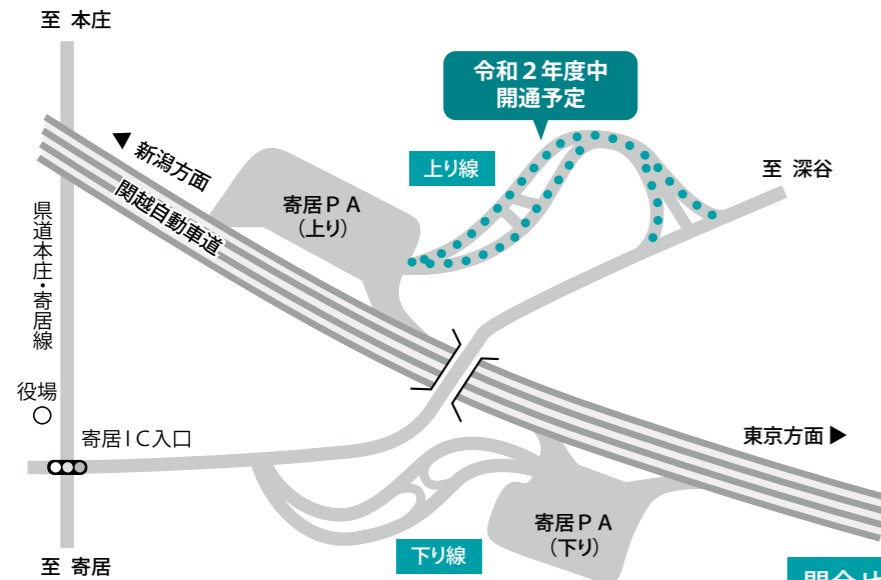 至 本庄
令和２年度中
開通予定
◀ 新潟方面
上り線
至 深谷
関越自動車道
寄居ＰＡ
（上り）
県道本庄・寄居線
役場
寄居ＩＣ入口
東京方面 ▶
寄居ＰＡ
（下り）
下り線
至 寄居